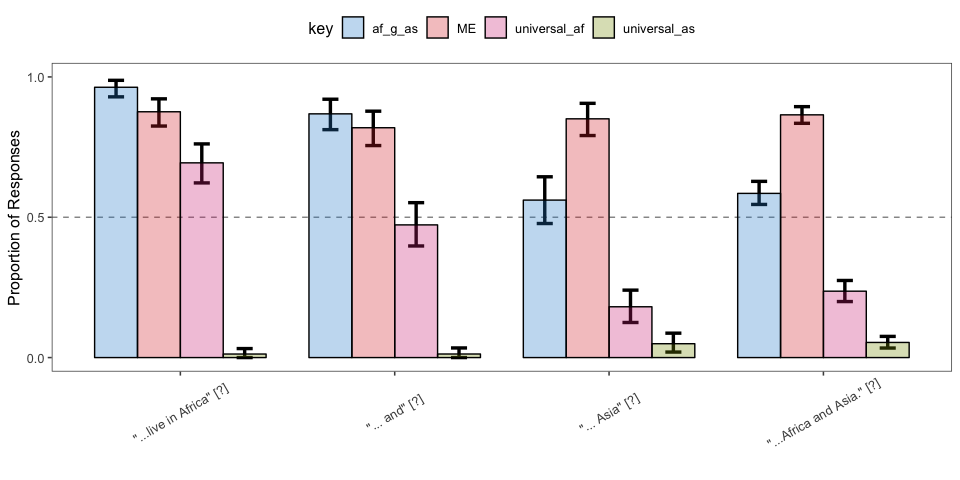 key af_g_as ME universal_af universal_as
1.0
0.5
0.0
Proportion of Responses
" ...live in Africa" [?]
" ... and" [?]
"... Asia" [?]
" ...Africa and Asia." [?]